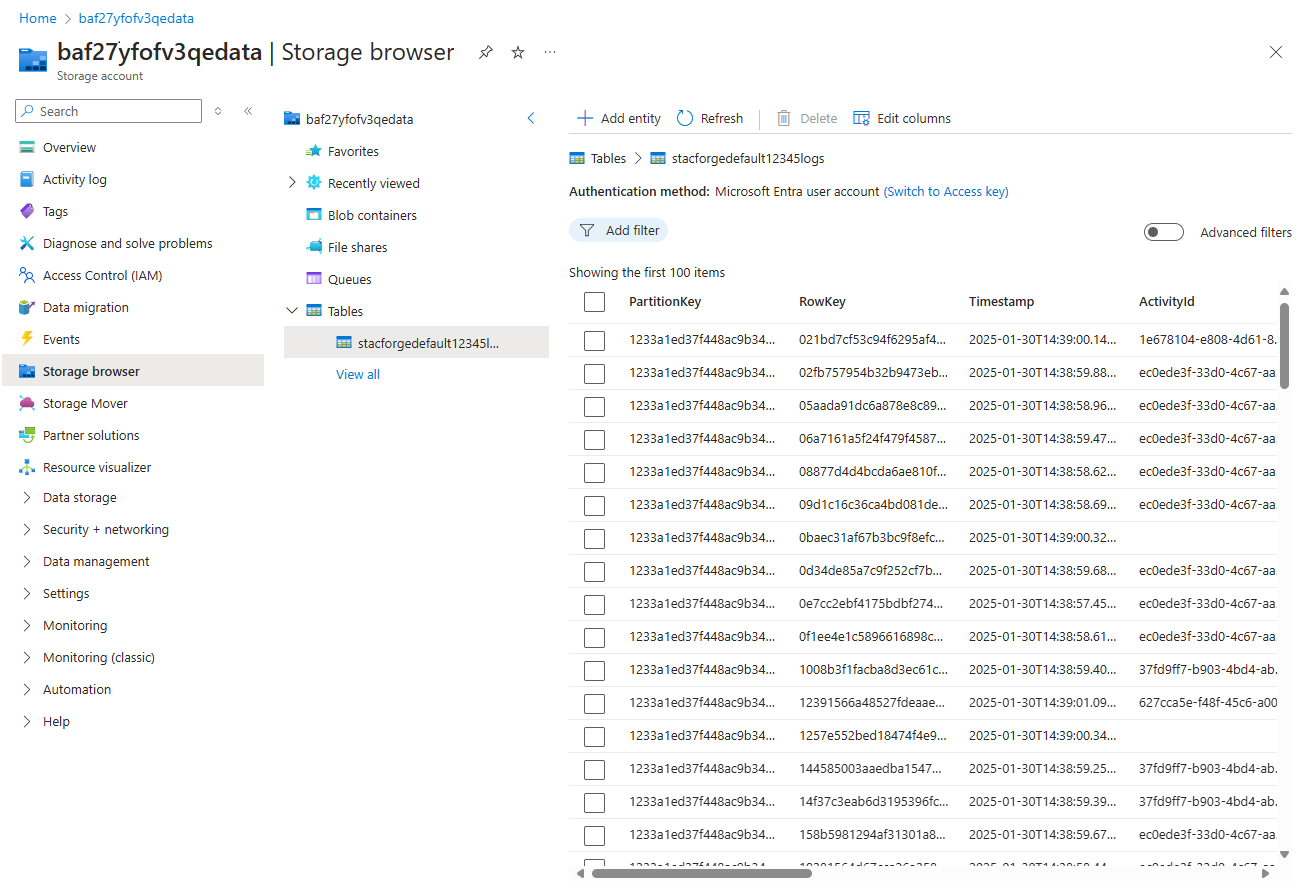 Home > baf27yfofv3qedata
baf27yfofv3qedata | Storage browser
Storage account
Search
Overview
Activity log
Tags
Diagnose and solve problems
Access Control (IAM)
Data migration
Events
Storage browser
Storage Mover
Partner solutions
Resource visualizer
Data storage
Security + networking
Data management
Settings
Monitoring
Monitoring (classic)
Automation
Help
baf27yfofv3qedata
Favorites
Recently viewed
Blob containers
File shares
Queues
Tables
stacforgedefault12345l...
View all
Add entity Refresh Delete Edit columns
Tables > stacforgedefault12345logs
Authentication method: Microsoft Entra user account (Switch to Access key)
Add filter
Advanced filters
Showing the first 100 items
PartitionKey RowKey Timestamp ActivityId
1233a1ed37f448ac9b34... 021bd7cf53c94f6295af4... 2025-01-30T14:39:00.14... 1e678104-e808-4d61-8.
1233a1ed37f448ac9b34... 02fb757954b32b9473eb... 2025-01-30T14:38:59.88... ec0ede3f-33d0-4c67-aa
1233a1ed37f448ac9b34... 05aada91dc6a878e8c89... 2025-01-30T14:38:58.96... ec0ede3f-33d0-4c67-aa
1233a1ed37f448ac9b34... 06a7161a5f24f479f4587... 2025-01-30T14:38:59.47... ec0ede3f-33d0-4c67-aa
1233a1ed37f448ac9b34... 08877d4d4bcda6ae810f... 2025-01-30T14:38:58.62... ec0ede3f-33d0-4c67-aa
1233a1ed37f448ac9b34... 09d1c16c36ca4bd081de... 2025-01-30T14:38:58.69... ec0ede3f-33d0-4c67-aa
1233a1ed37f448ac9b34... 0baec31af67b3bc9f8efc... 2025-01-30T14:39:00.32...
1233a1ed37f448ac9b34... 0d34de85a7c9f252cf7b... 2025-01-30T14:38:59.68... ec0ede3f-33d0-4c67-aa
1233a1ed37f448ac9b34... 0e7cc2ebf4175bdbf274... 2025-01-30T14:38:57.45... ec0ede3f-33d0-4c67-aa
1233a1ed37f448ac9b34... 0f1ee4e1c5896616898c... 2025-01-30T14:38:58.61... ec0ede3f-33d0-4c67-aa
1233a1ed37f448ac9b34... 1008b3f1facba8d3ec61c... 2025-01-30T14:38:59.40... 37fd9ff7-b903-4bd4-ab.
1233a1ed37f448ac9b34... 12391566a48527fdeaae... 2025-01-30T14:39:01.09... 627cca5e-f48f-45c6-a00
1233a1ed37f448ac9b34... 1257e552bed18474f4e9... 2025-01-30T14:39:00.34...
1233a1ed37f448ac9b34... 144585003aaedba1547... 2025-01-30T14:38:59.25... 37fd9ff7-b903-4bd4-ab.
1233a1ed37f448ac9b34... 14f37c3eab6d3195396fc... 2025-01-30T14:38:59.39... 37fd9ff7-b903-4bd4-ab.
1233a1ed37f448ac9b34... 158b5981294af31301a8... 2025-01-30T14:38:59.67... ec0ede3f-33d0-4c67-aa